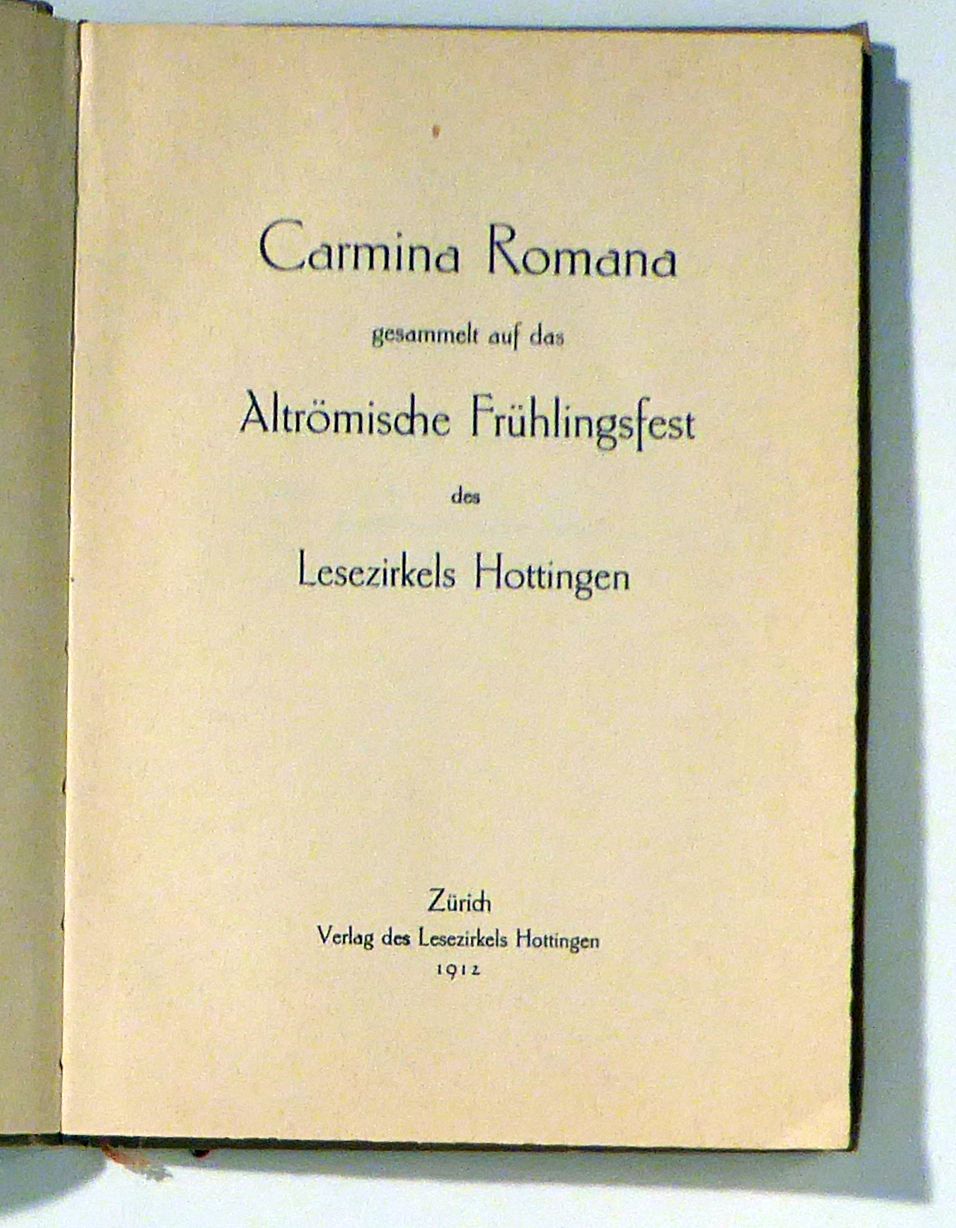 Carmina Romana
gesammelt auf das
Altrömische Frühlingsfest
des
Lesezirkels Hottingen
Zürich
Verlag des Lesezirkels Hottingen
1912